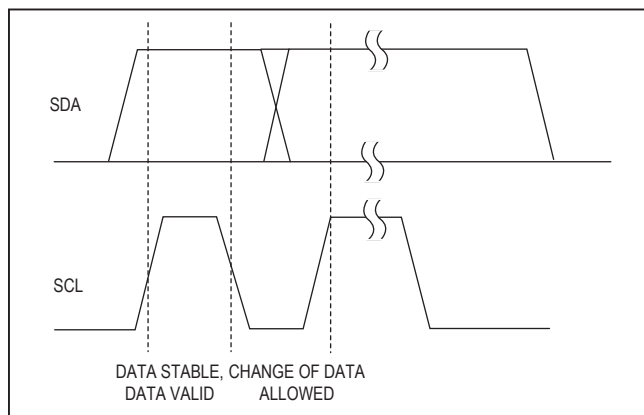 SDA
SCL
DATA STABLE, CHANGE OF DATA
DATA VALID ALLOWED